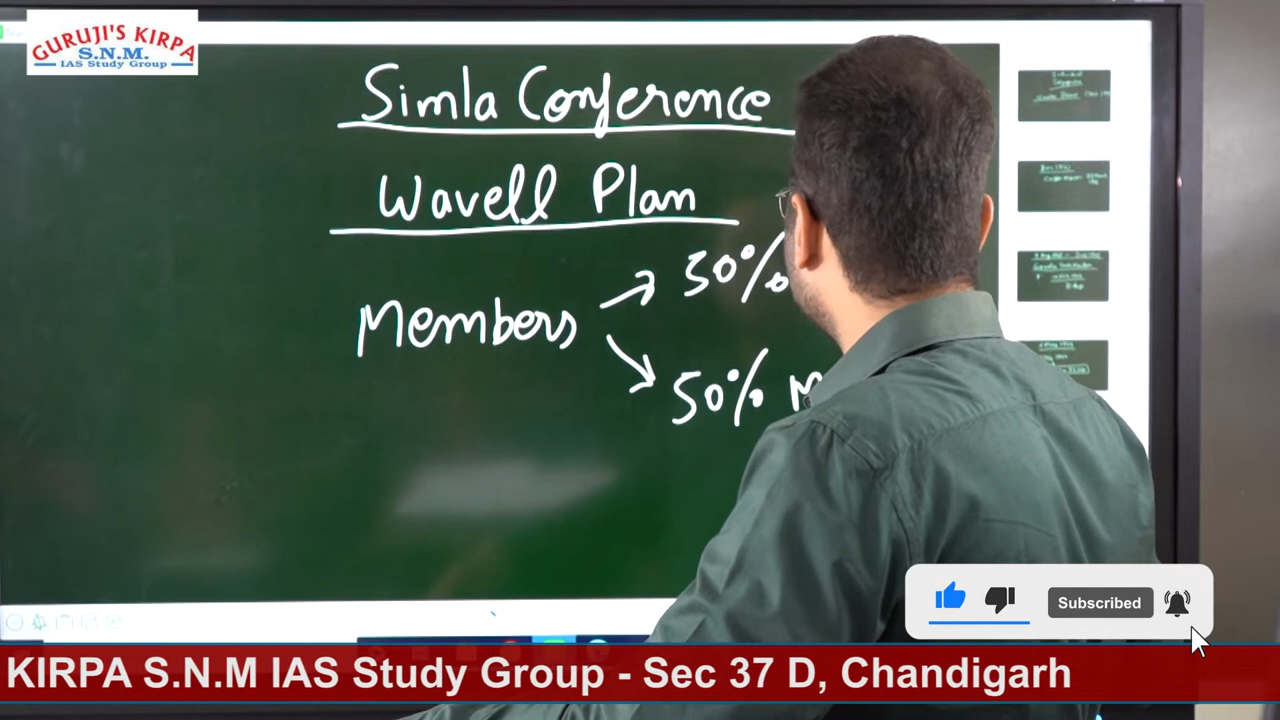 GURUJI'S KIRPA
S.N.M.
IAS Study Group
Simla Conference
Wavell Plan
Members
50%
50% M
Subscribed
KIRPA S.N.M IAS Study Group - Sec 37 D, Chandigarh